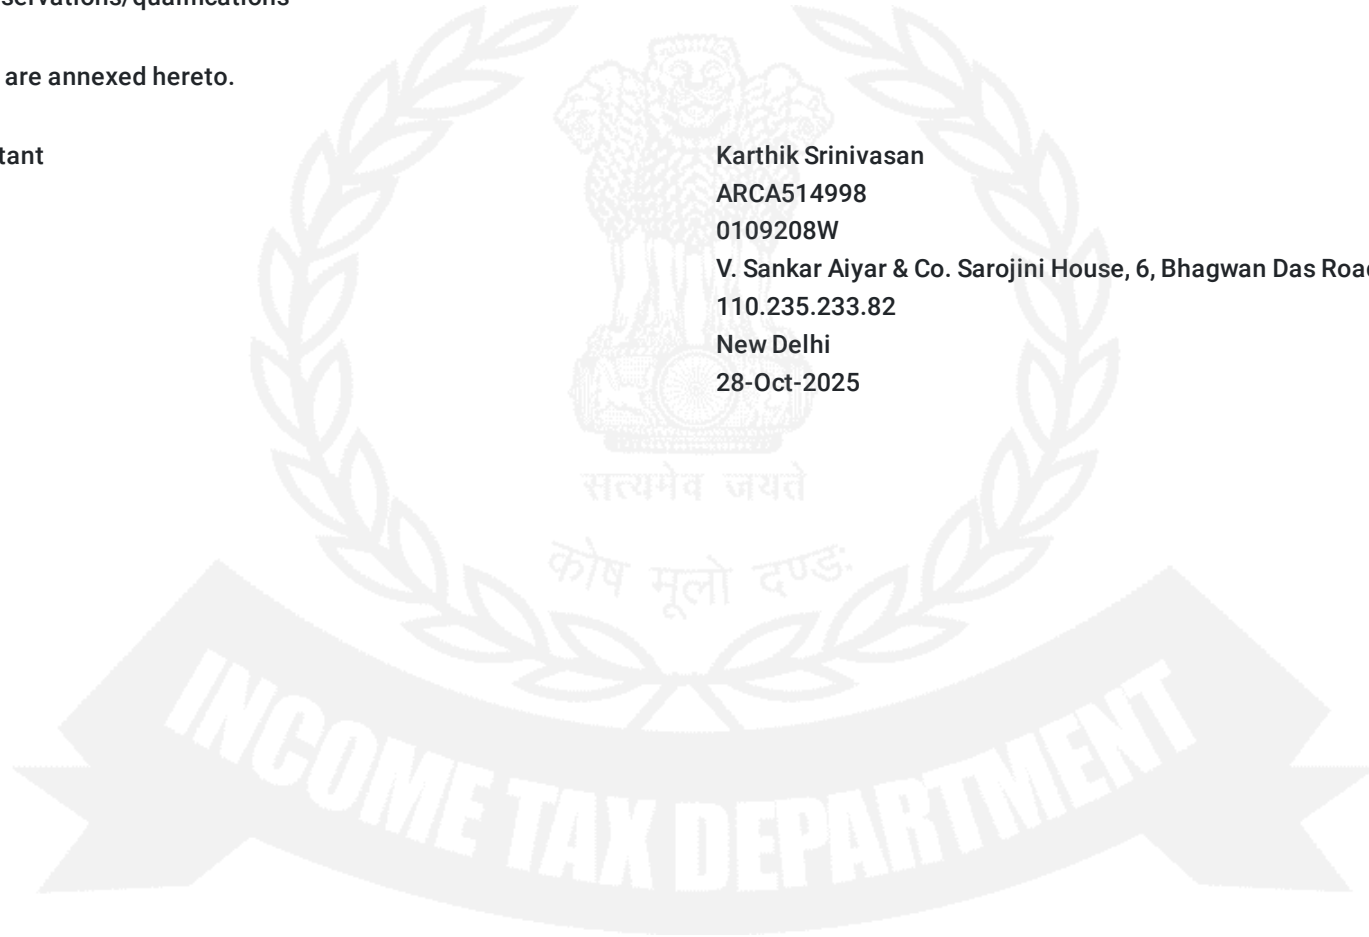 servations/qualifications
are annexed hereto.
tant
Karthik Srinivasan
ARCA514998
0109208W
V. Sankar Aiyar & Co. Sarojini House, 6, Bhagwan Das Road
110.235.233.82
New Delhi
28-Oct-2025
सत्यमेव जयते
कोष मूलो दण्डः
INCOME TAX DEPARTMENT